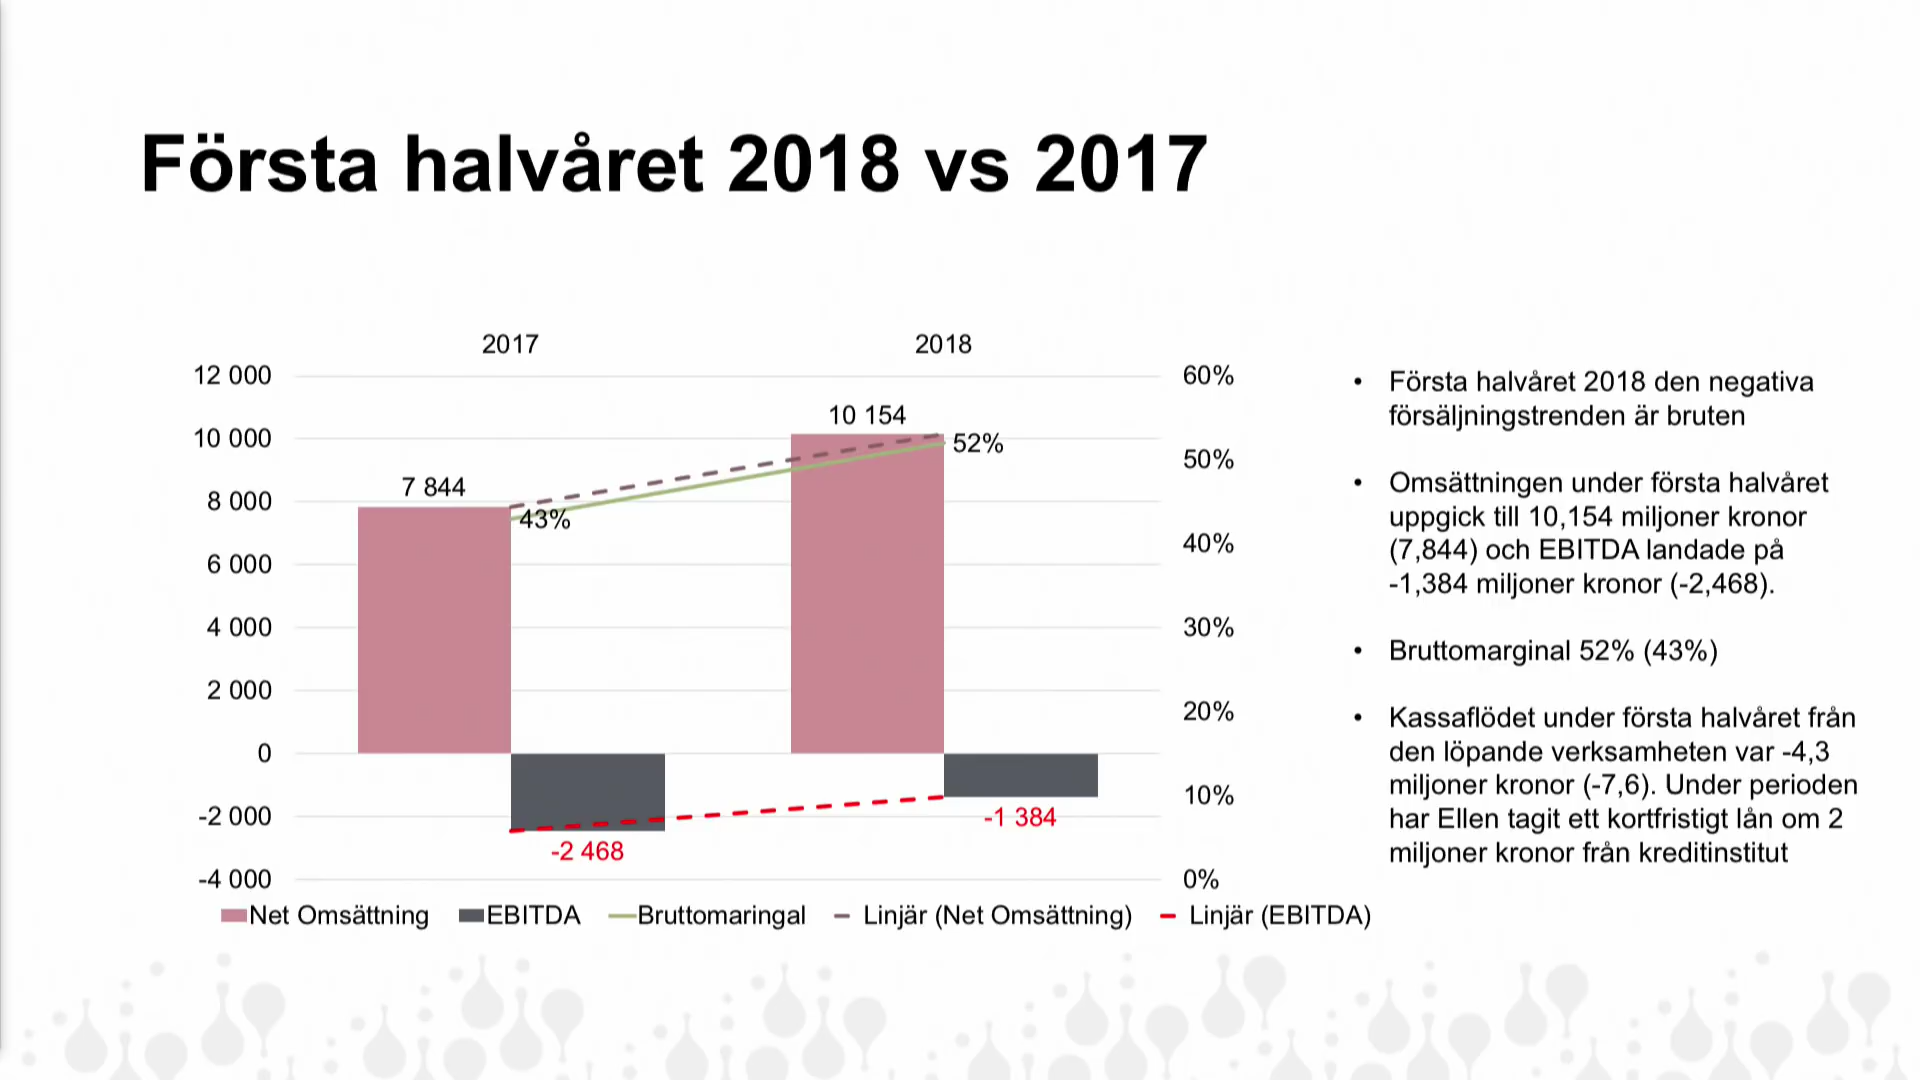 Första halvåret 2018 vs 2017
2017
2018
12 000
10 000
8 000
6 000
4 000
2 000
0
-2 000
-4 000
7 844
10 154
43%
52%
-2 468
-1 384
60%
50%
40%
30%
20%
10%
0%
Net Omsättning
EBITDA
Bruttomaringal
Linjär (Net Omsättning)
Linjär (EBITDA)
• Första halvåret 2018 den negativa
försäljningstrenden är bruten
• Omsättningen under första halvåret
uppgick till 10,154 miljoner kronor
(7,844) och EBITDA landade på
-1,384 miljoner kronor (-2,468).
• Bruttomarginal 52% (43%)
• Kassaflödet under första halvåret från
den löpande verksamheten var -4,3
miljoner kronor (-7,6). Under perioden
har Ellen tagit ett kortfristigt lån om 2
miljoner kronor från kreditinstitut